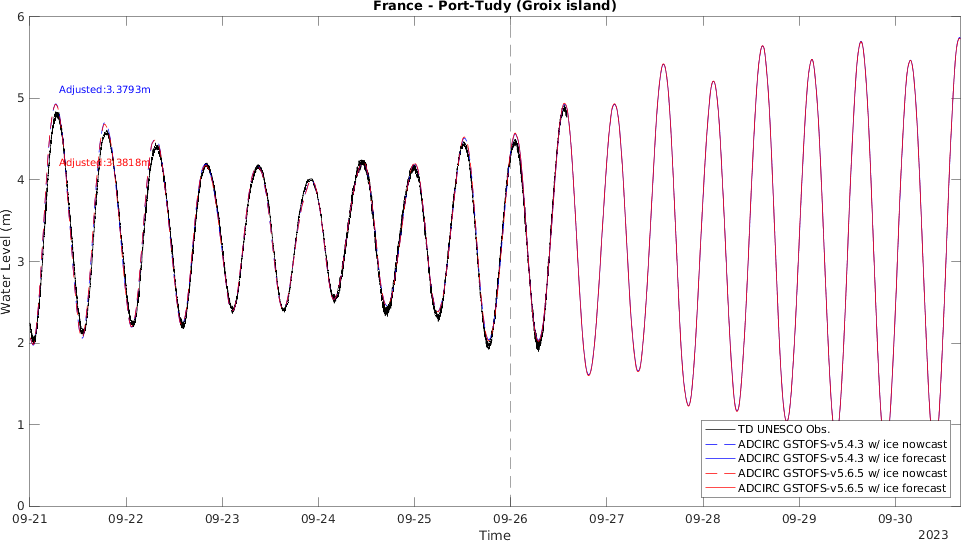 France - Port-Tudy (Groix island)
6
5
4
3
2
1
0
Water Level (m)
Adjusted:3.3793m
Adjusted:3.3818m
TD UNESCO Obs.
ADCIRC GSTOFS-v5.4.3 w/ ice nowcast
ADCIRC GSTOFS-v5.4.3 w/ ice forecast
ADCIRC GSTOFS-v5.6.5 w/ ice nowcast
ADCIRC GSTOFS-v5.6.5 w/ ice forecast
09-21 09-22 09-23 09-24 09-25 09-26 09-27 09-28 09-29 09-30
Time
2023